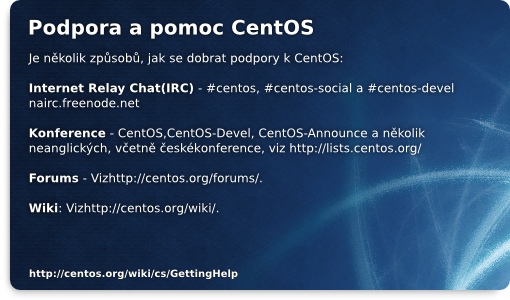 Podpora a pomoc CentOS
Je několik způsobů, jak se dobrat podpory k CentOS:
Internet Relay Chat(IRC) - #centos, #centos-social a #centos-devel
nairc.freenode.net
Konference - CentOS,CentOS-Devel, CentOS-Announce a několik
neanglických, včetně českékonference, viz http://lists.centos.org/
Forums - Vizhttp://centos.org/forums/.
Wiki: Vizhttp://centos.org/wiki/.
http://centos.org/wiki/cs/GettingHelp